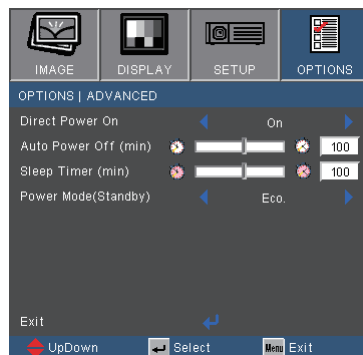 IMAGE DISPLAY SETUP OPTIONS
OPTIONS | ADVANCED
Direct Power On On
Auto Power Off (min) 100
Sleep Timer (min) 100
Power Mode(Standby) Eco.
Exit
UpDown Select Menu Exit